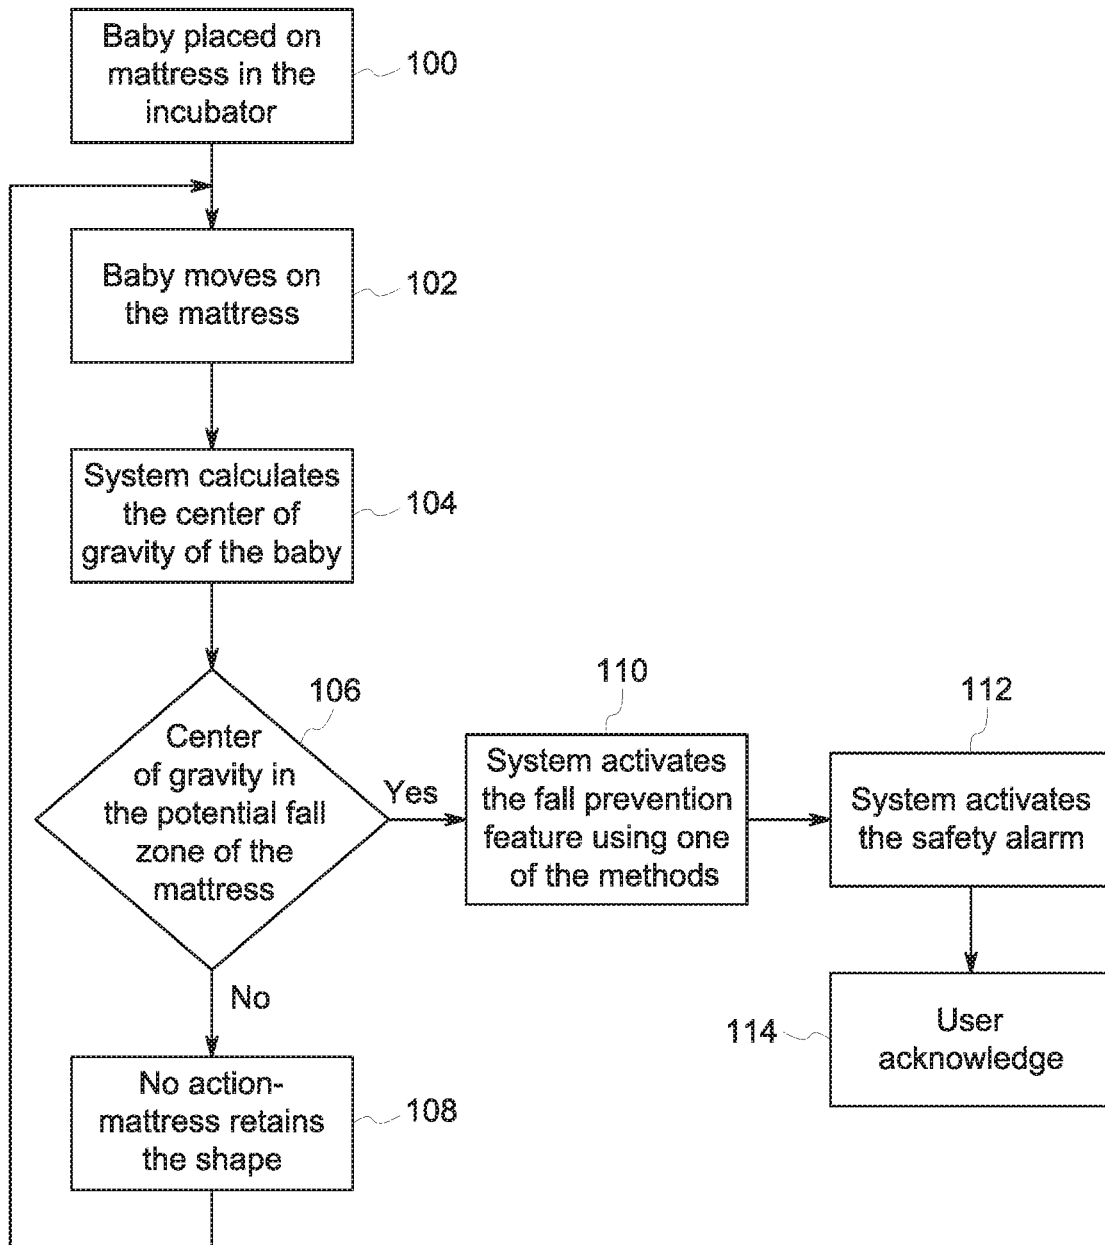 Baby placed on
mattress in the
incubator
100
Baby moves on
the mattress
102
System calculates
the center of
gravity of the baby
104
106
Center
of gravity in
the potential fall
zone of the
mattress
Yes
No
110
System activates
the fall prevention
feature using one
of the methods
112
System activates
the safety alarm
114
User
acknowledge
No action-
mattress retains
the shape
108